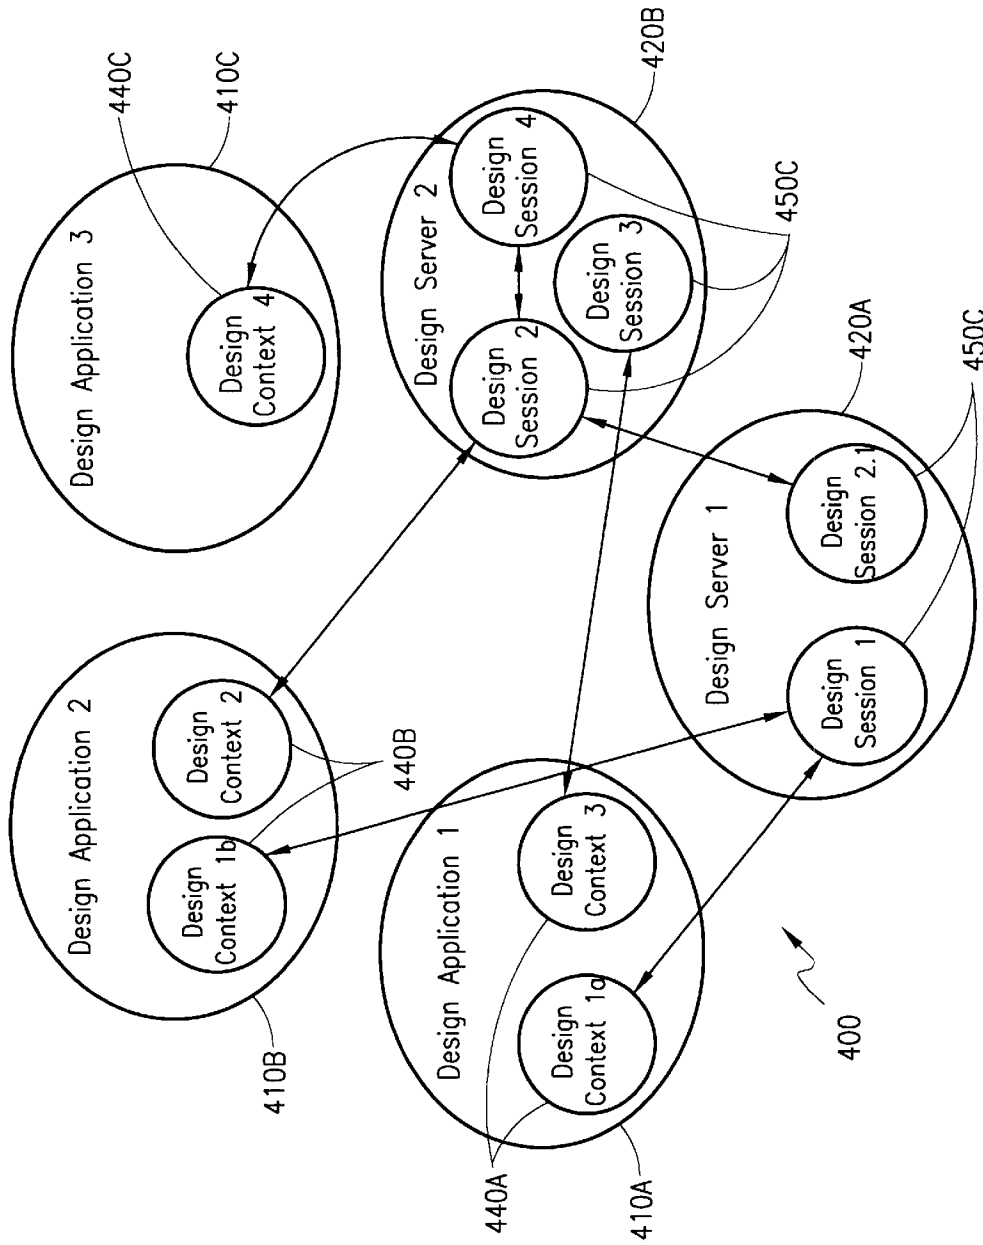 440C
410C
Design Application 3
Design
Context 4
420B
Design Server 2
Design
Session 4
Design
Session 2
Design
Session 3
450C
Design Application 2
Design
Context 1b
Design
Context 2
440B
410B
420A
450C
Design Server 1
Design
Session 1
Design
Session 2.1
Design Application 1
Design
Context 1a
Design
Context 3
440A
410A
400